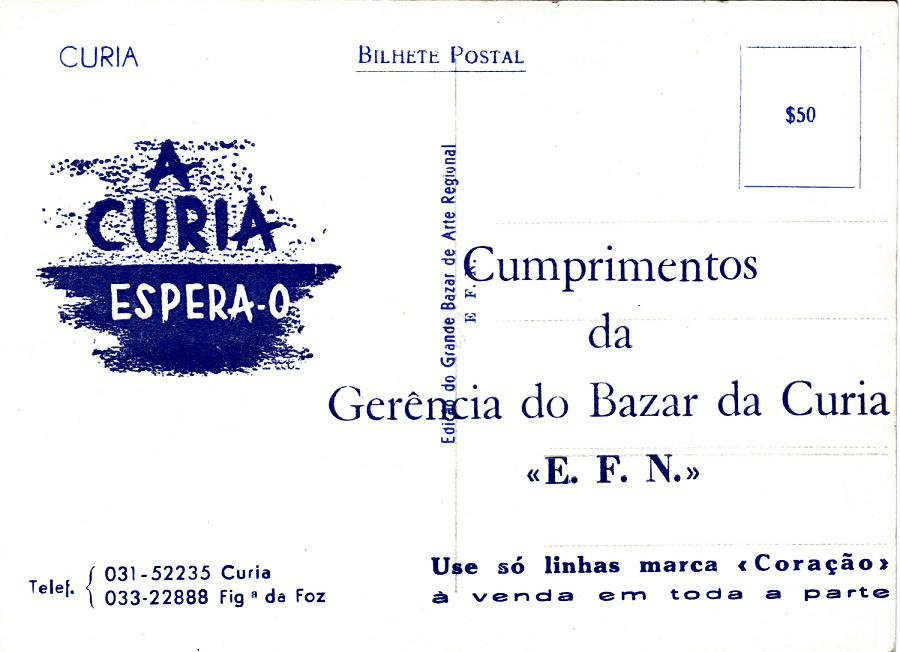 CURIA
BILHETE POSTAL
$50
A
CURIA
ESPERA-O
Edição do Grande Bazar de Arte Regional
E F.
Cumprimentos
da
Gerência do Bazar da Curia
«E. F. N.»
Telef. { 031-52235 Curia
033-22888 Figª da Foz
Use só linhas marca «Coração»
à venda em toda a parte